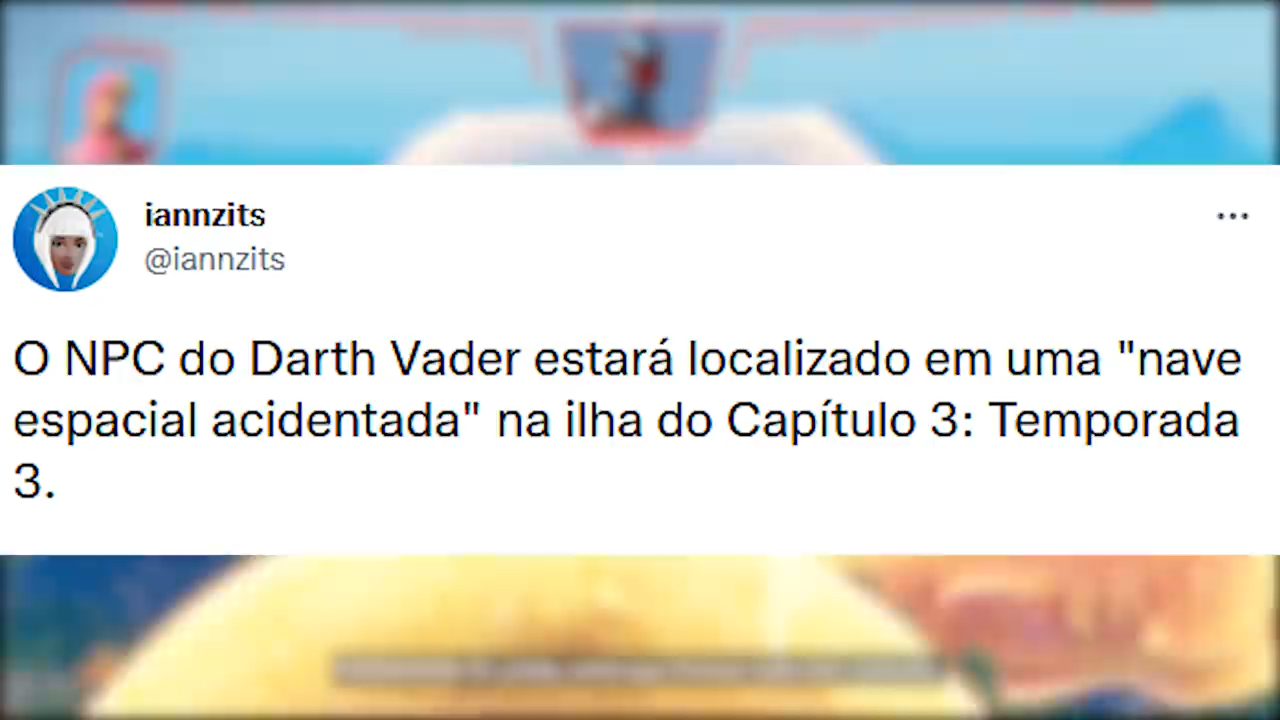 iannzits
@iannzits
O NPC do Darth Vader estará localizado em uma "nave
espacial acidentada" na ilha do Capítulo 3: Temporada
3.